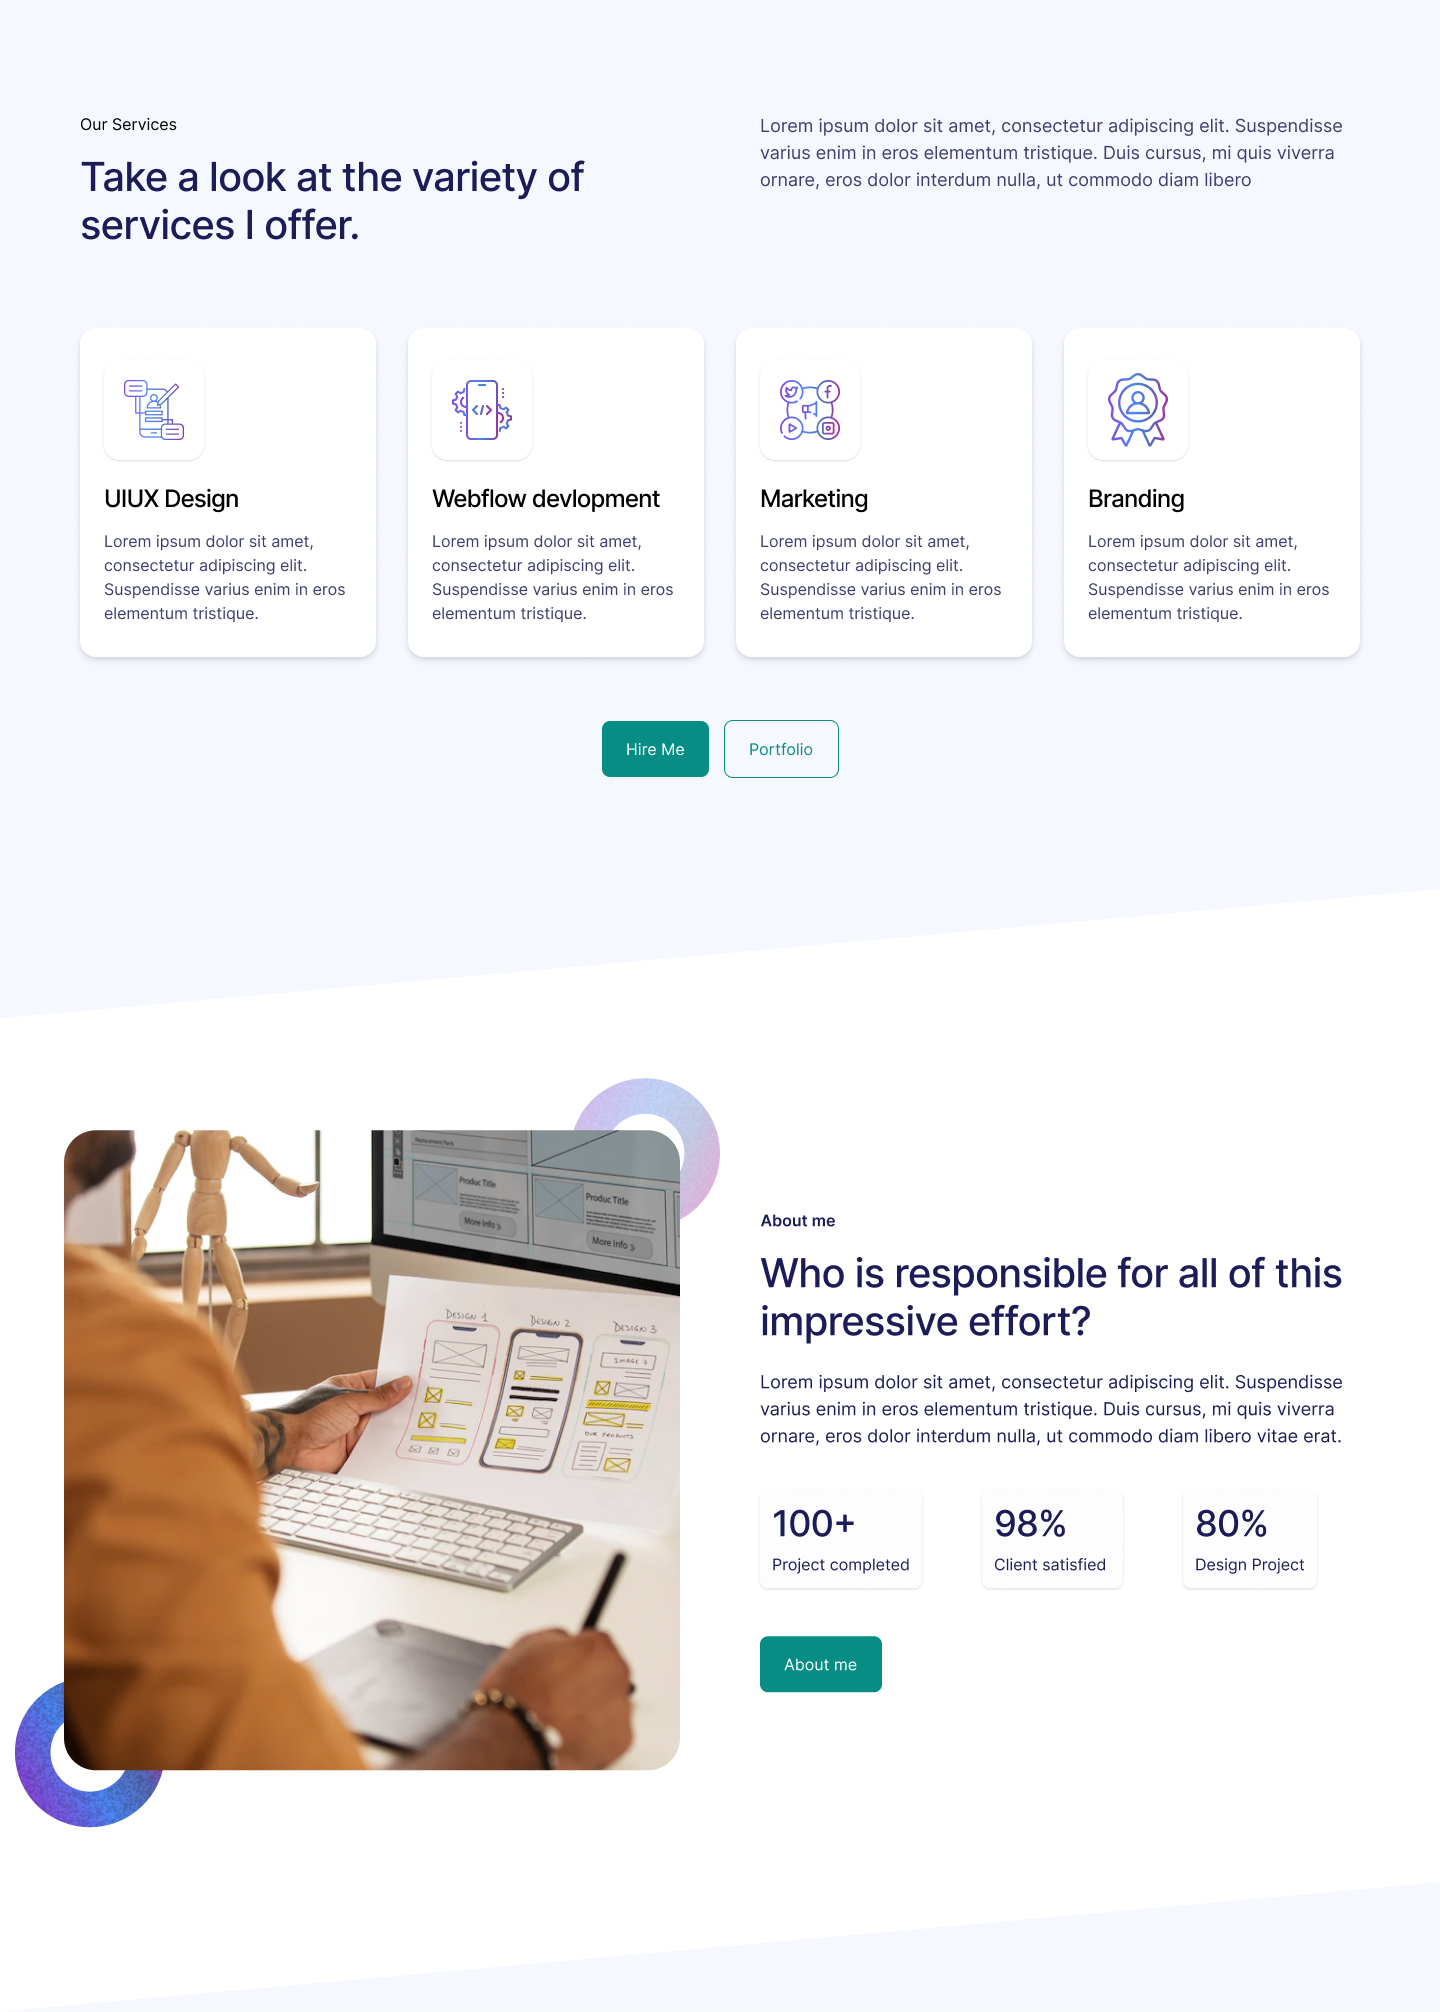 Our Services
Take a look at the variety of
services I offer.
Lorem ipsum dolor sit amet, consectetur adipiscing elit. Suspendisse
varius enim in eros elementum tristique. Duis cursus, mi quis viverra
ornare, eros dolor interdum nulla, ut commodo diam libero
UIUX Design
Lorem ipsum dolor sit amet,
consectetur adipiscing elit.
Suspendisse varius enim in eros
elementum tristique.
Webflow devlopment
Lorem ipsum dolor sit amet,
consectetur adipiscing elit.
Suspendisse varius enim in eros
elementum tristique.
Marketing
Lorem ipsum dolor sit amet,
consectetur adipiscing elit.
Suspendisse varius enim in eros
elementum tristique.
Branding
Lorem ipsum dolor sit amet,
consectetur adipiscing elit.
Suspendisse varius enim in eros
elementum tristique.
Hire Me
Portfolio
Replacement Parts
Produc Title
More Info
Produc Title
More Info
DESIGN 1
DESIGN 2
DESIGN 3
OUR PRODUCTS
About me
Who is responsible for all of this
impressive effort?
Lorem ipsum dolor sit amet, consectetur adipiscing elit. Suspendisse
varius enim in eros elementum tristique. Duis cursus, mi quis viverra
ornare, eros dolor interdum nulla, ut commodo diam libero vitae erat.
100+
Project completed
98%
Client satisfied
80%
Design Project
About me